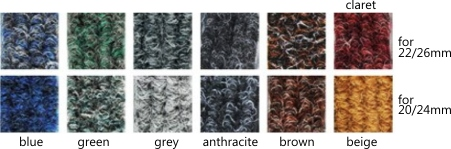 claret
for
22/26mm
for
20/24mm
blue green grey anthracite brown beige